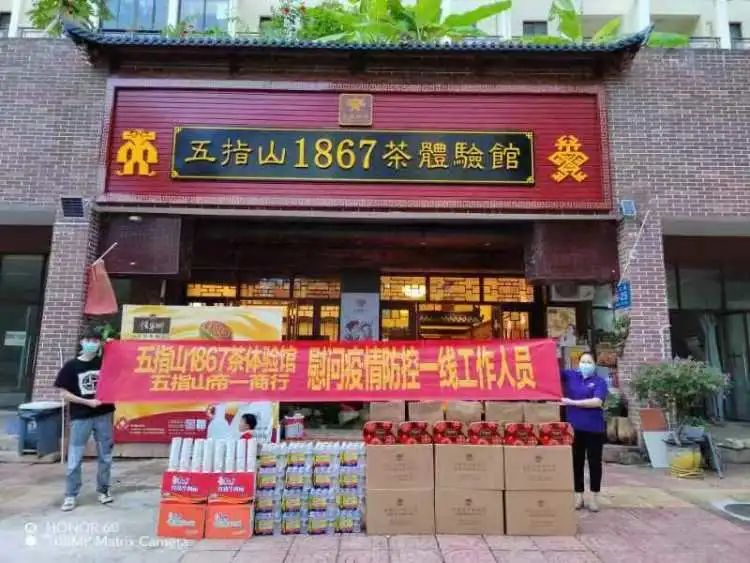 五指山1867茶體驗館
五指山1867茶体验馆 慰问疫情防控一线工作人员
五指山帝一商行
HONOR 60
108MP Matrix Camera